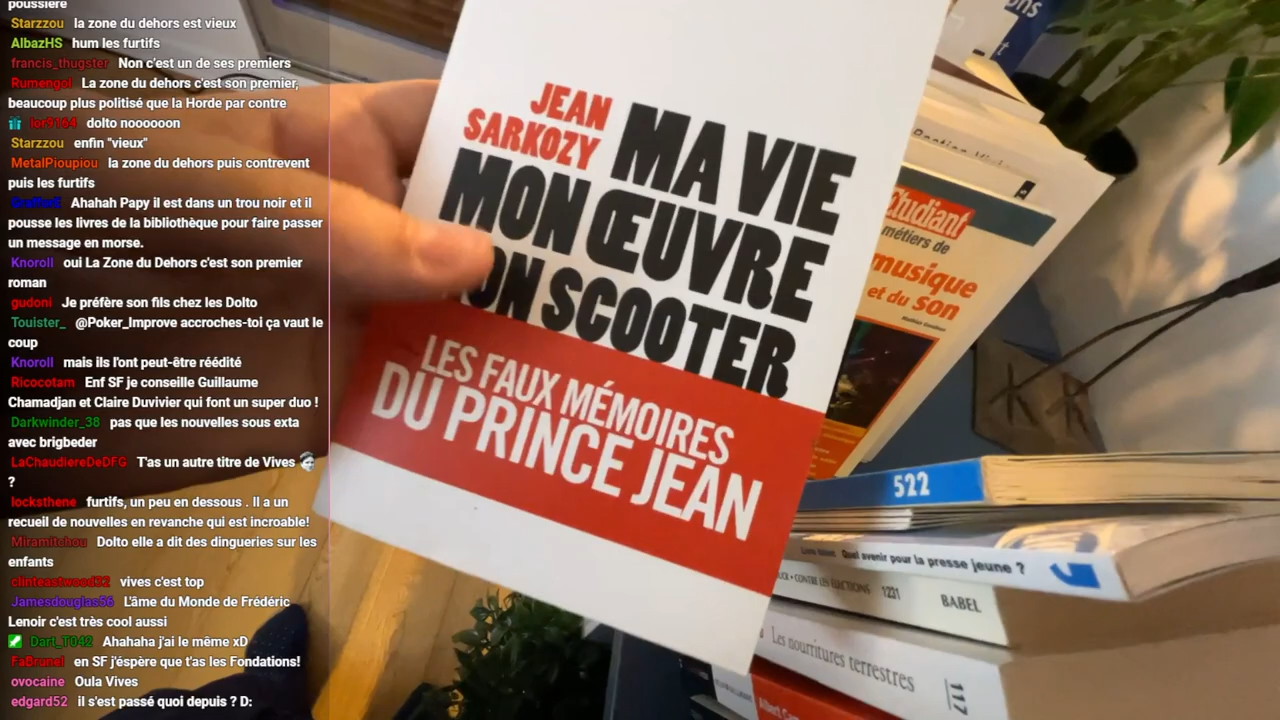 poussière
Starzzou la zone du dehors est vieux
AlbazHS hum les furtifs
francis_thugster Non c'est un de ses premiers
Rumengol La zone du dehors c'est son premier,
beaucoup plus politisé que la Horde par contre
lor9164 dolto noooooon
Starzzou enfin "vieux"
MetalPioupiou la zone du dehors puis contrevent
puis les furtifs
Ahahah Papy il est dans un trou noir et il
pousse les livres de la bibliothèque pour faire passer
un message en morse.
Knoroll oui La Zone du Dehors c'est son premier
roman
gudoni Je préfère son fils chez les Dolto
Touister_ @Poker_Improve accroches-toi ça vaut le
coup
Knoroll mais ils l'ont peut-être réédité
Ricocotam Enf SF je conseille Guillaume
Chamadjan et Claire Duvivier qui font un super duo !
Darkwinder_38 pas que les nouvelles sous exta
avec brigbeder
LaChaudiereDeDFG T'as un autre titre de Vives
?
locksthene furtifs, un peu en dessous . Il a un
recueil de nouvelles en revanche qui est incroable!
Miramitchou Dolto elle a dit des dingueries sur les
enfants
clinteastwood32 vives c'est top
Jamesdouglas56 L'âme du Monde de Frédéric
Lenoir c'est très cool aussi
Dart_T042 Ahahaha j'ai le même xD
FaBrunel en SF j'éspère que t'as les Fondations!
ovocaine Oula Vives
edgard52 il s'est passé quoi depuis ? D:
JEAN
SARKOZY
MA VIE
MON ŒUVRE
ON SCOOTER
LES FAUX MÉMOIRES
DU PRINCE JEAN
ons
t
l'Étudiant
métiers de
musique
et du son
522
Quel avenir pour la presse jeune ?
CONTRE LES ÉLECTIONS 1231 BABEL
Les nourritures terrestres
117
Albert